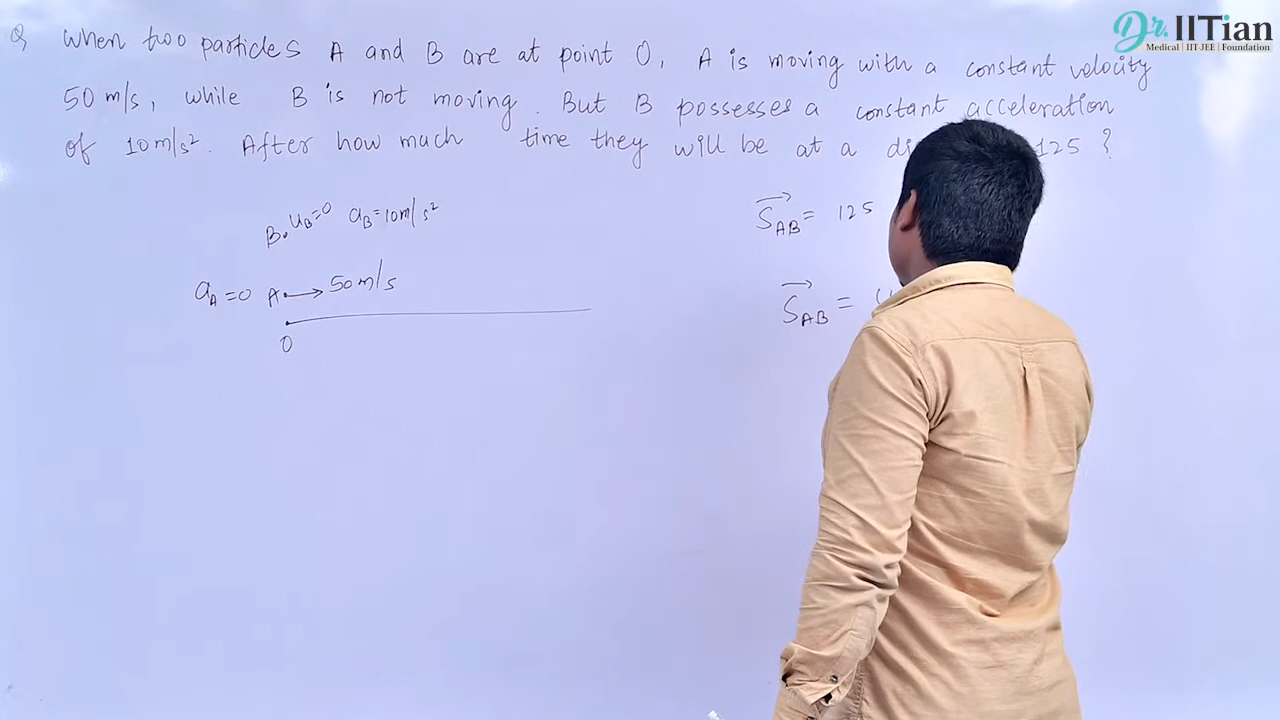 Dr. IITian
Medical | IIT-JEE | Foundation
Q When two particles A and B are at point O, A is moving with a constant velocity
50 m/s, while B is not moving. But B possesses a constant acceleration
of 10 m/s². After how much time they will be at a 125 ?
B. u_B=0 a_B=10m/s²
a_A=0 A → 50 m/s
O
S_AB = 125
S_AB =